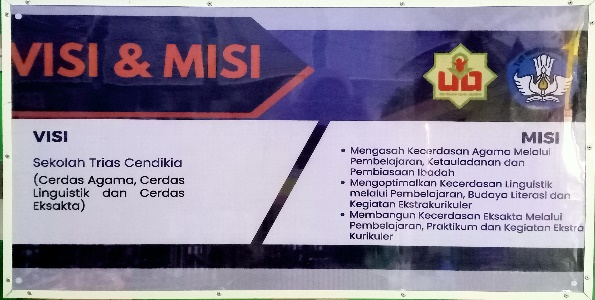 VISI & MISI
VISI
Sekolah Trias Cendikia
(Cerdas Agama, Cerdas
Linguistik dan Cerdas
Eksakta)
MISI
• Mengasah Kecerdasan Agama Melalui
Pembelajaran, Ketauladanan dan
Pembiasaan Ibadah
• Mengoptimalkan Kecerdasan Linguistik
melalui Pembelajaran, Budaya Literasi dan
Kegiatan Ekstrakurikuler
• Membangun Kecerdasan Eksakta Melalui
Pembelajaran, Praktikum dan Kegiatan Ekstra
Kurikuler